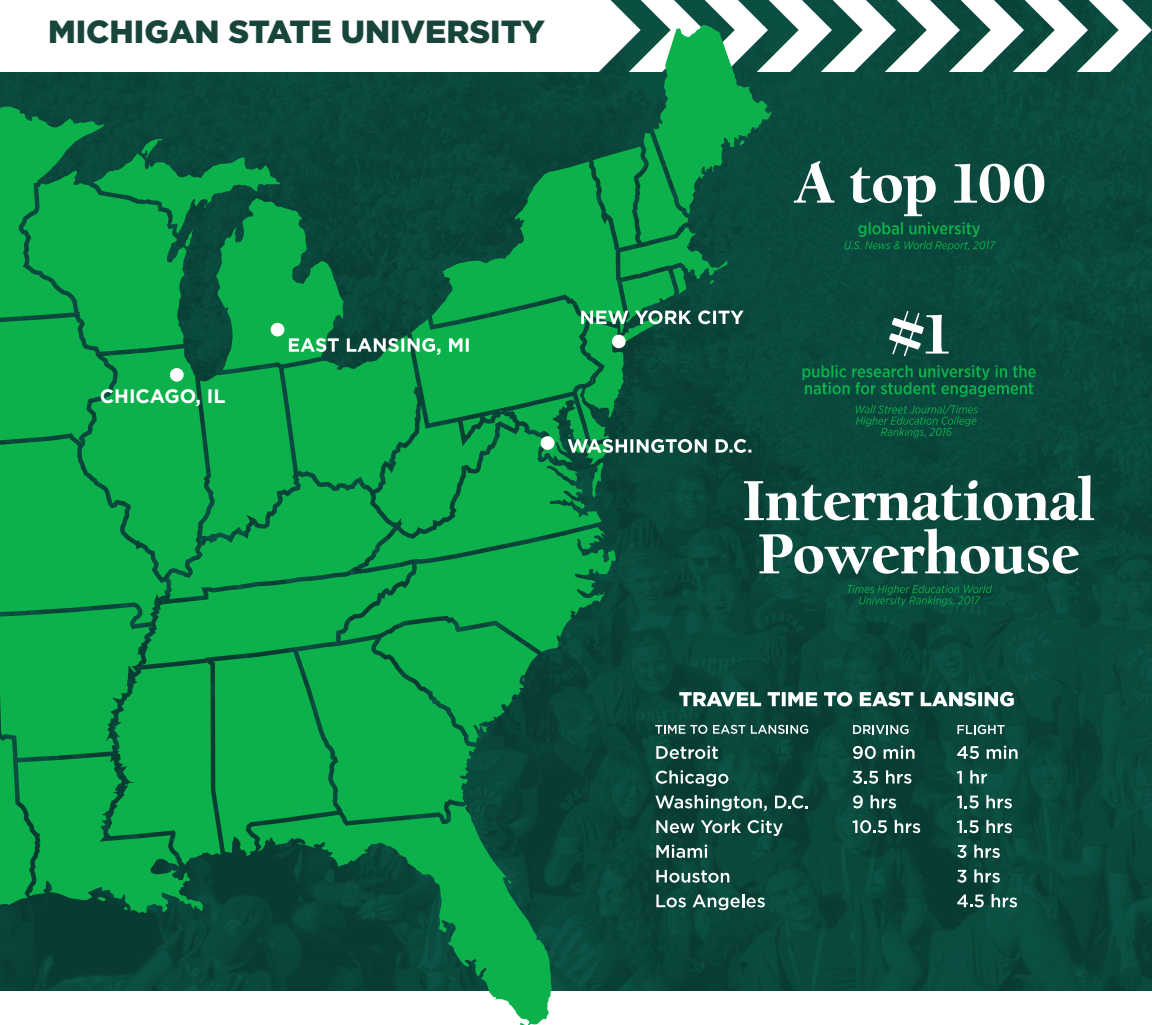 MICHIGAN STATE UNIVERSITY
A top 100
global university
U.S. News & World Report, 2017
NEW YORK CITY
EAST LANSING, MI
#1
public research university in the
nation for student engagement
CHICAGO, IL
Wall Street Journal/Times
Higher Education College
Rankings, 2016
WASHINGTON D.C.
International
Powerhouse
Times Higher Education World
University Rankings, 2017
TRAVEL TIME TO EAST LANSING
TIME TO EAST LANSING DRIVING FLIGHT
Detroit 90 min 45 min
Chicago 3.5 hrs 1 hr
Washington, D.C. 9 hrs 1.5 hrs
New York City 10.5 hrs 1.5 hrs
Miami 3 hrs
Houston 3 hrs
Los Angeles 4.5 hrs